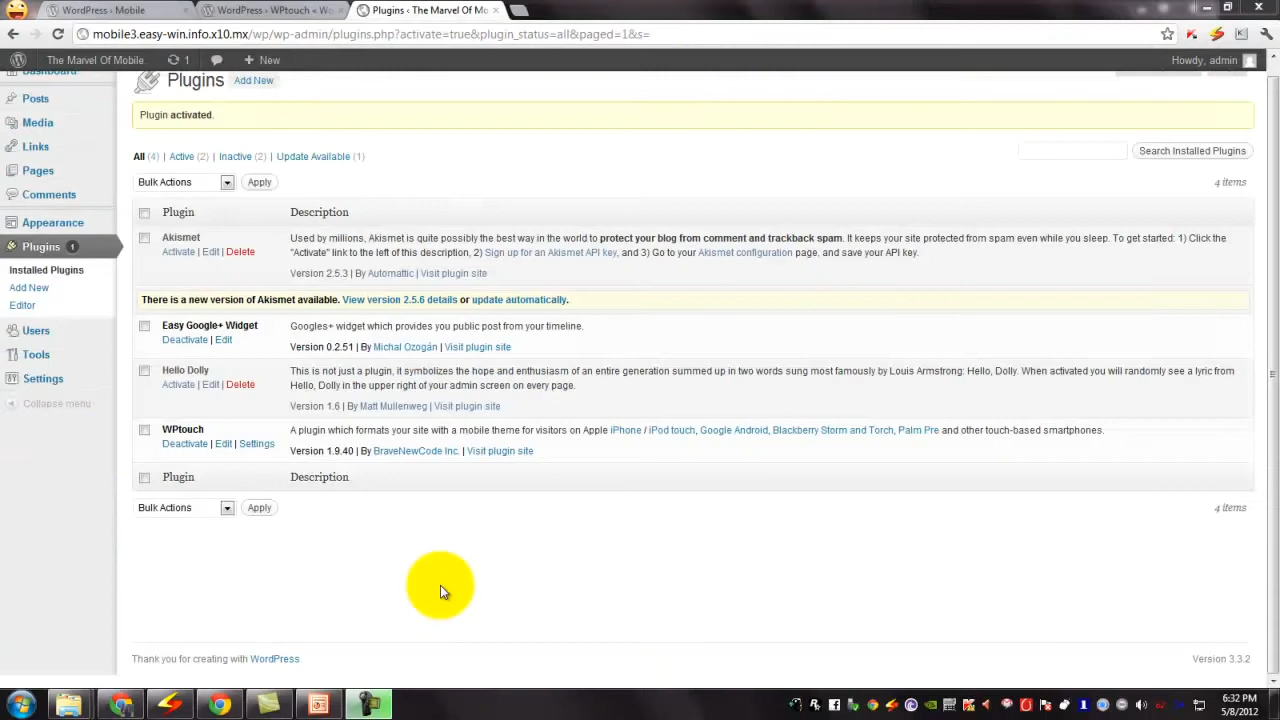 WordPress › Mobile
WordPress › WPtouch « Wo
Plugins ‹ The Marvel Of Mo
mobile3.easy-win.info.x10.mx/wp/wp-admin/plugins.php?activate=true&plugin_status=all&paged=1&s=
The Marvel Of Mobile
1
New
Howdy, admin
Dashboard
Posts
Media
Links
Pages
Comments
Appearance
Plugins 1
Installed Plugins
Add New
Editor
Users
Tools
Settings
Collapse menu
Plugins Add New
Plugin activated.
All (4) | Active (2) | Inactive (2) | Update Available (1)
Search Installed Plugins
Bulk Actions Apply
4 items
Plugin Description
Akismet
Activate | Edit | Delete
Used by millions, Akismet is quite possibly the best way in the world to protect your blog from comment and trackback spam. It keeps your site protected from spam even while you sleep. To get started: 1) Click the
"Activate" link to the left of this description, 2) Sign up for an Akismet API key, and 3) Go to your Akismet configuration page, and save your API key.
Version 2.5.3 | By Automattic | Visit plugin site
There is a new version of Akismet available. View version 2.5.6 details or update automatically.
Easy Google+ Widget
Deactivate | Edit
Googles+ widget which provides you public post from your timeline.
Version 0.2.51 | By Michal Ozogán | Visit plugin site
Hello Dolly
Activate | Edit | Delete
This is not just a plugin, it symbolizes the hope and enthusiasm of an entire generation summed up in two words sung most famously by Louis Armstrong: Hello, Dolly. When activated you will randomly see a lyric from
Hello, Dolly in the upper right of your admin screen on every page.
Version 1.6 | By Matt Mullenweg | Visit plugin site
WPtouch
Deactivate | Edit | Settings
A plugin which formats your site with a mobile theme for visitors on Apple iPhone / iPod touch, Google Android, Blackberry Storm and Torch, Palm Pre and other touch-based smartphones.
Version 1.9.40 | By BraveNewCode Inc. | Visit plugin site
Plugin Description
Bulk Actions Apply
4 items
Thank you for creating with WordPress
Version 3.3.2
6:32 PM
5/8/2012